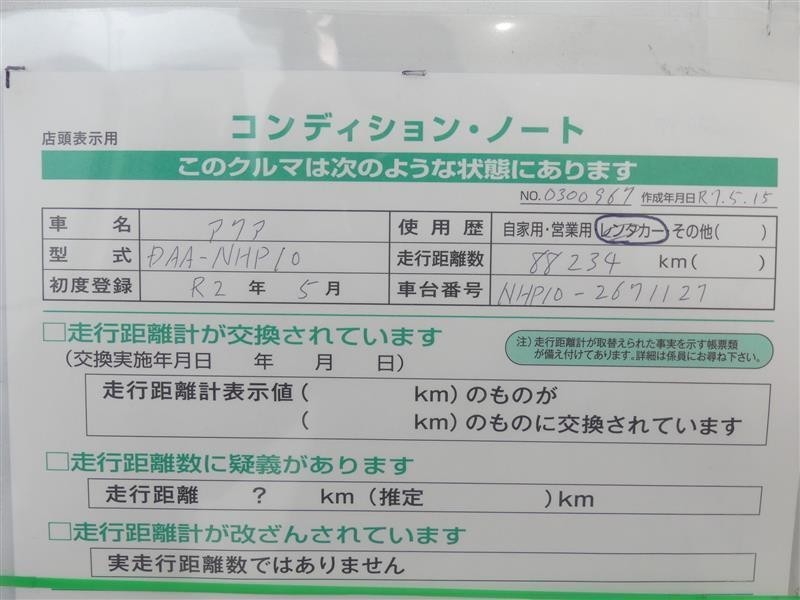 店頭表示用
コンディション・ノート
このクルマは次のような状態にあります
NO. 0300967 作成年月日 R7.5.15
車名 アクア 使用歴 自家用・営業用・レンタカー・その他( )
型式 DAA-NHP10 走行距離数 88234 km( )
初度登録 R2年 5月 車台番号 NHP10-2671127
□走行距離計が交換されています
(交換実施年月日 年 月 日)
注)走行距離計が取替えられた事実を示す帳票類
が備え付けてあります。詳細は係員にお尋ね下さい。
走行距離計表示値( km)のものが
( km)のものに交換されています
□走行距離数に疑義があります
走行距離 ? km(推定 )km
□走行距離計が改ざんされています
実走行距離数ではありません